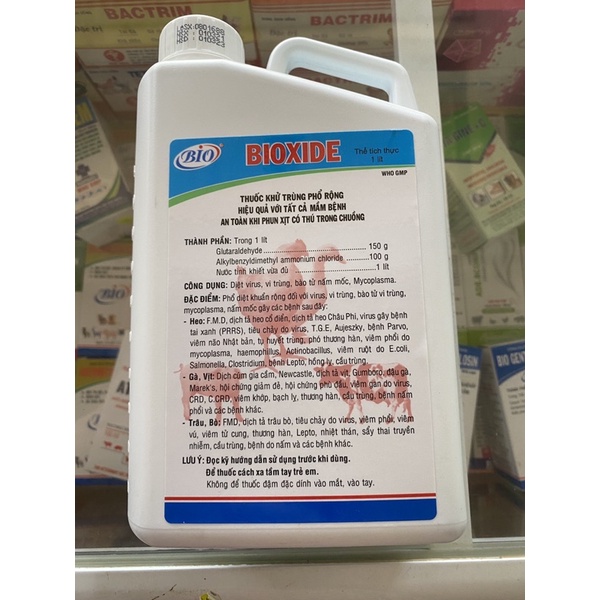 BACTRIM
BIO
BIOXIDE
Thể tích thực
1 lít
WHO GMP
THUỐC KHỬ TRÙNG PHỔ RỘNG
HIỆU QUẢ VỚI TẤT CẢ MẦM BỆNH
AN TOÀN KHI PHUN XỊT CÓ THÚ TRONG CHUỒNG
THÀNH PHẦN: Trong 1 lít
Glutaraldehyde 150 g
Alkylbenzyldimethyl ammonium chloride 100 g
Nước tinh khiết vừa đủ 1 lít
CÔNG DỤNG: Diệt virus, vi trùng, bào tử nấm mốc, Mycoplasma.
ĐẶC ĐIỂM: Phổ diệt khuẩn rộng đối với virus, vi trùng, bào tử vi trùng,
mycoplasma, nấm mốc gây các bệnh sau đây:
- Heo: F.M.D, dịch tả heo cổ điển, dịch tả heo Châu Phi, virus gây bệnh
tai xanh (PRRS), tiêu chảy do virus, T.G.E, Aujeszky, bệnh Parvo,
viêm não Nhật bản, tụ huyết trùng, phó thương hàn, viêm phổi do
mycoplasma, haemophilus, Actinobacillus, viêm ruột do E.coli,
Salmonella, Clostridium, bệnh Lepto, hồng lỵ, cầu trùng.
- Gà, Vịt: Dịch cúm gia cầm, Newcastle, dịch tả vịt, Gumboro, đậu gà,
Marek's, hội chứng giảm đẻ, hội chứng phù đầu, viêm gan do virus,
CRD, C.CRD, viêm khớp, bạch lỵ, thương hàn, cầu trùng, bệnh nấm
phổi và các bệnh khác.
- Trâu, Bò: FMD, dịch tả trâu bò, tiêu chảy do virus, viêm phổi, viêm
vú, viêm tử cung, thương hàn, Lepto, nhiệt thán, sẩy thai truyền
nhiễm, cầu trùng, bệnh do nấm và các bệnh khác.
LƯU Ý: Đọc kỹ hướng dẫn sử dụng trước khi dùng.
Để thuốc cách xa tầm tay trẻ em.
Không để thuốc đậm đặc dính vào mắt, vào tay.